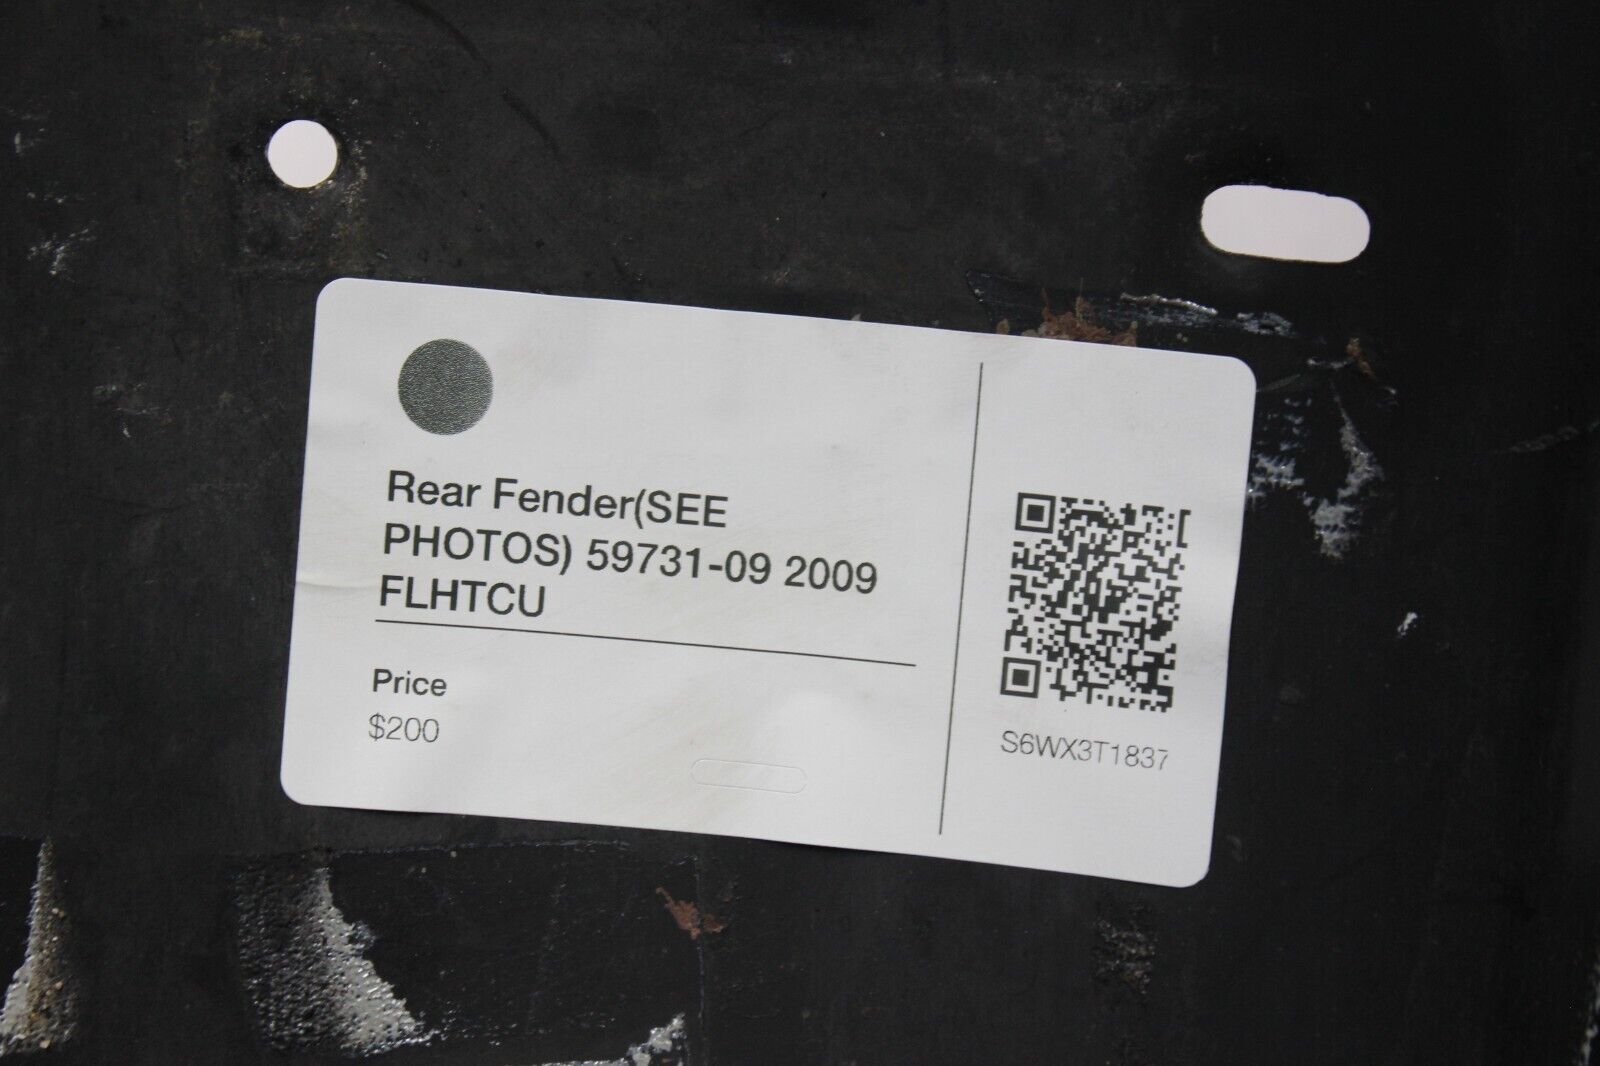 Rear Fender(SEE
PHOTOS) 59731-09 2009
FLHTCU
Price
$200
S6WX3T1837